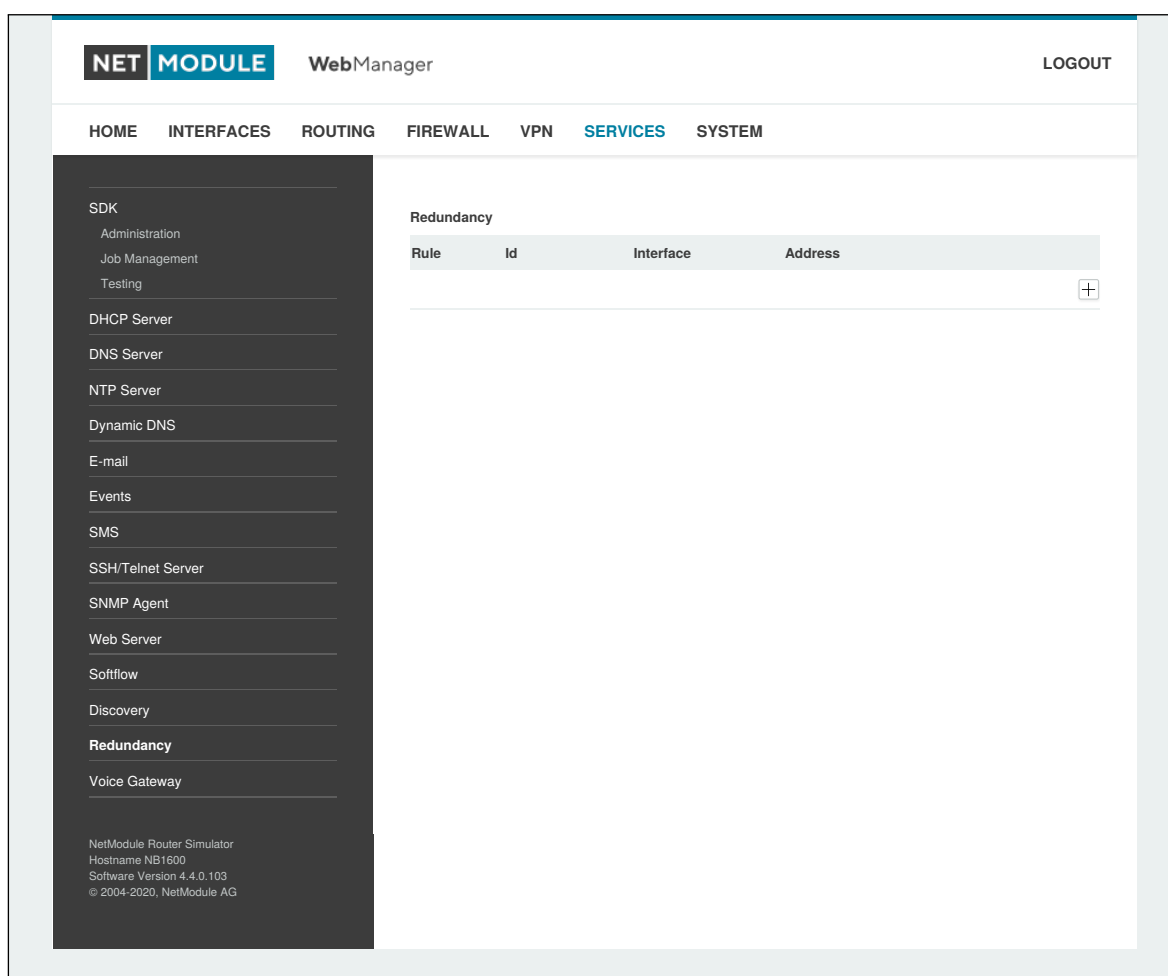 NET MODULE WebManager LOGOUT
HOME INTERFACES ROUTING FIREWALL VPN SERVICES SYSTEM
SDK
Administration
Job Management
Testing
DHCP Server
DNS Server
NTP Server
Dynamic DNS
E-mail
Events
SMS
SSH/Telnet Server
SNMP Agent
Web Server
Softflow
Discovery
Redundancy
Voice Gateway
NetModule Router Simulator
Hostname NB1600
Software Version 4.4.0.103
© 2004-2020, NetModule AG
Redundancy
Rule Id Interface Address